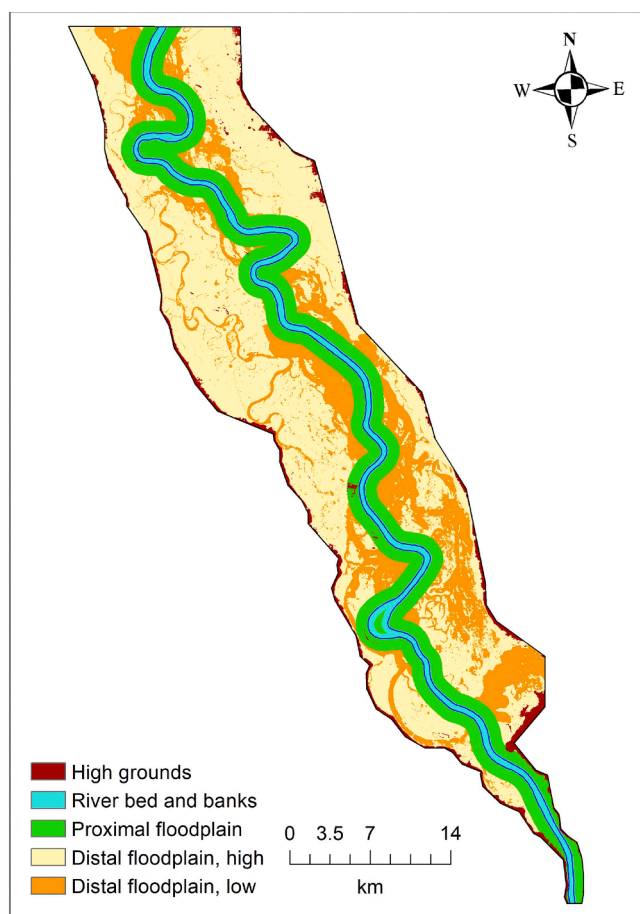 N
W E
S
High grounds
River bed and banks
Proximal floodplain
Distal floodplain, high
Distal floodplain, low
0 3.5 7 14
km